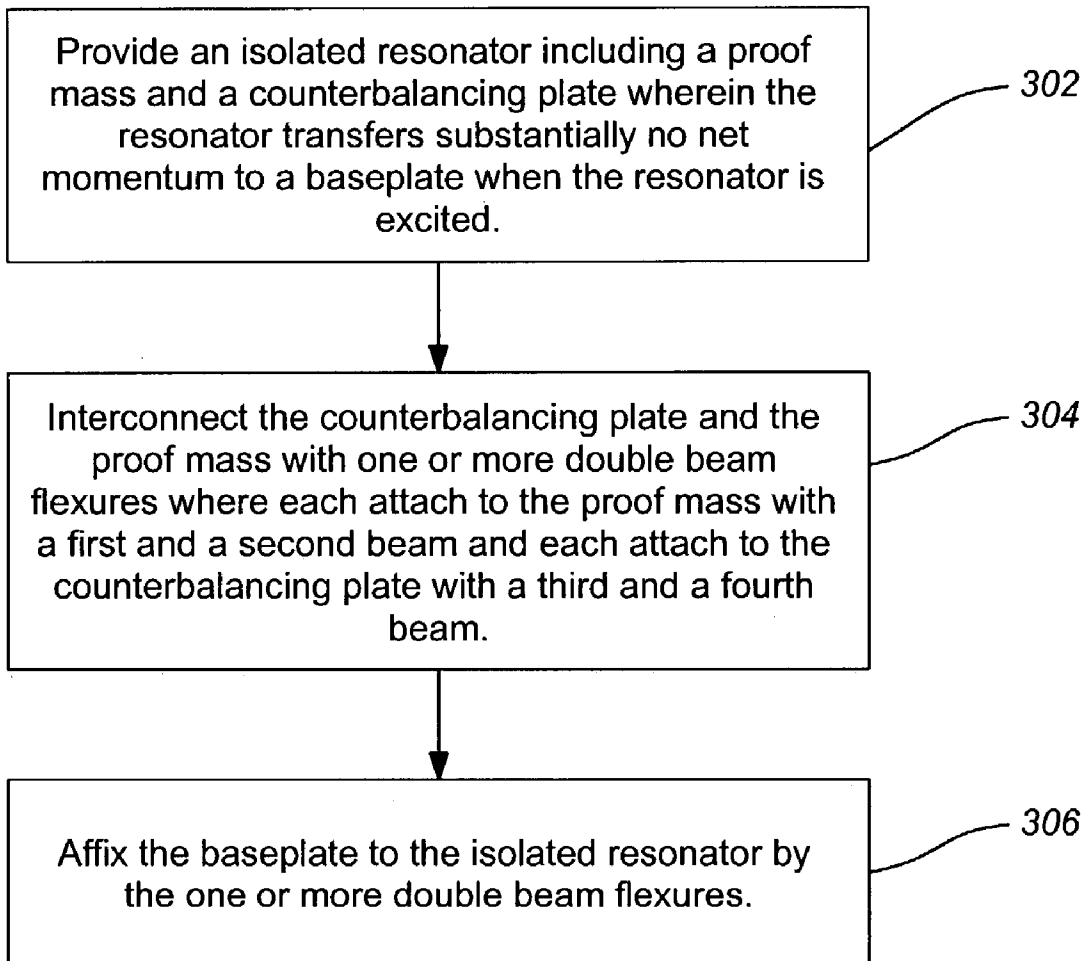 Provide an isolated resonator including a proof
mass and a counterbalancing plate wherein the
resonator transfers substantially no net
momentum to a baseplate when the resonator is
excited.
302
Interconnect the counterbalancing plate and the
proof mass with one or more double beam
flexures where each attach to the proof mass with
a first and a second beam and each attach to the
counterbalancing plate with a third and a fourth
beam.
304
Affix the baseplate to the isolated resonator by
the one or more double beam flexures.
306